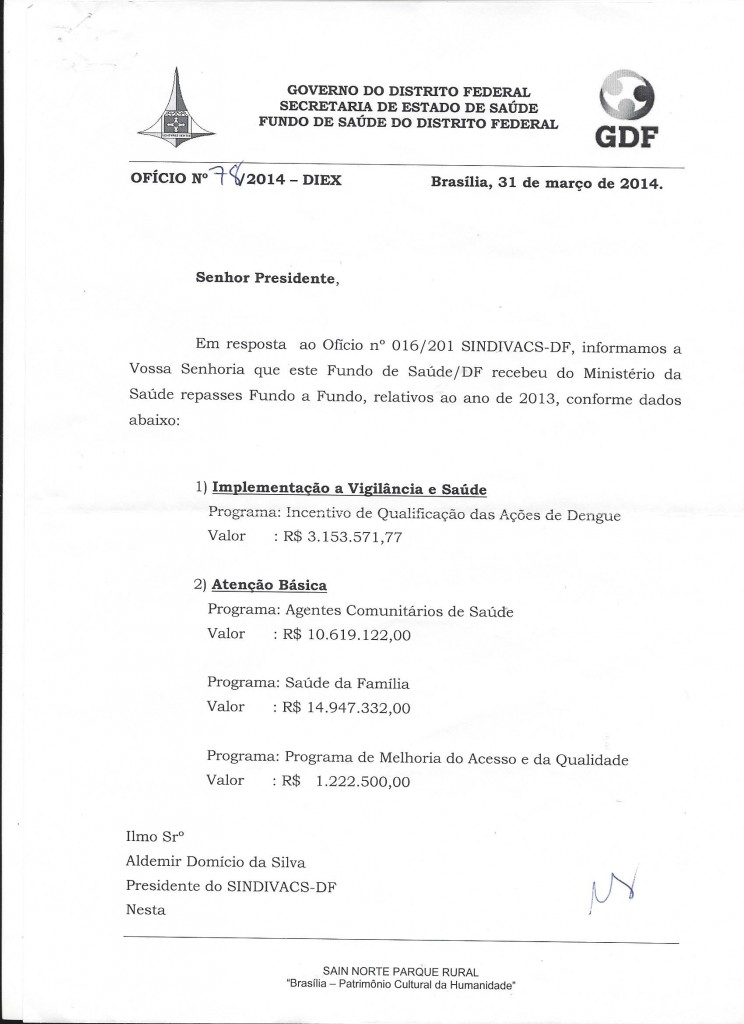 GOVERNO DO DISTRITO FEDERAL
SECRETARIA DE ESTADO DE SAÚDE
FUNDO DE SAÚDE DO DISTRITO FEDERAL
GDF
OFÍCIO Nº 78/2014 – DIEX Brasília, 31 de março de 2014.
Senhor Presidente,
Em resposta ao Ofício nº 016/201 SINDIVACS-DF, informamos a
Vossa Senhoria que este Fundo de Saúde/DF recebeu do Ministério da
Saúde repasses Fundo a Fundo, relativos ao ano de 2013, conforme dados
abaixo:
1) Implementação a Vigilância e Saúde
Programa: Incentivo de Qualificação das Ações de Dengue
Valor : R$ 3.153.571,77
2) Atenção Básica
Programa: Agentes Comunitários de Saúde
Valor : R$ 10.619.122,00
Programa: Saúde da Família
Valor : R$ 14.947.332,00
Programa: Programa de Melhoria do Acesso e da Qualidade
Valor : R$ 1.222.500,00
Ilmo Srº
Aldemir Domício da Silva
Presidente do SINDIVACS-DF
Nesta
SAIN NORTE PARQUE RURAL
"Brasília – Patrimônio Cultural da Humanidade"